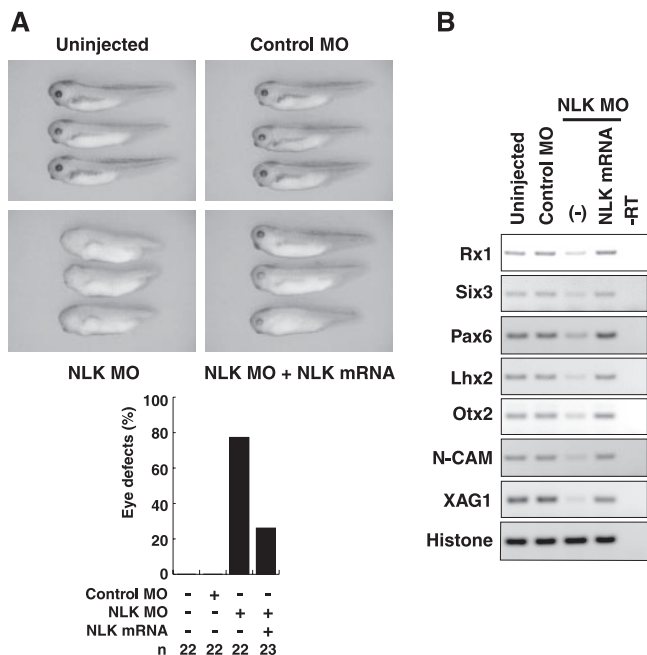 A
Uninjected Control MO
NLK MO NLK MO + NLK mRNA
Eye defects (%)
100
80
60
40
20
0
Control MO - + - -
NLK MO - - + +
NLK mRNA - - - +
n 22 22 22 23
B
NLK MO
Uninjected Control MO (-) NLK mRNA -RT
Rx1
Six3
Pax6
Lhx2
Otx2
N-CAM
XAG1
Histone